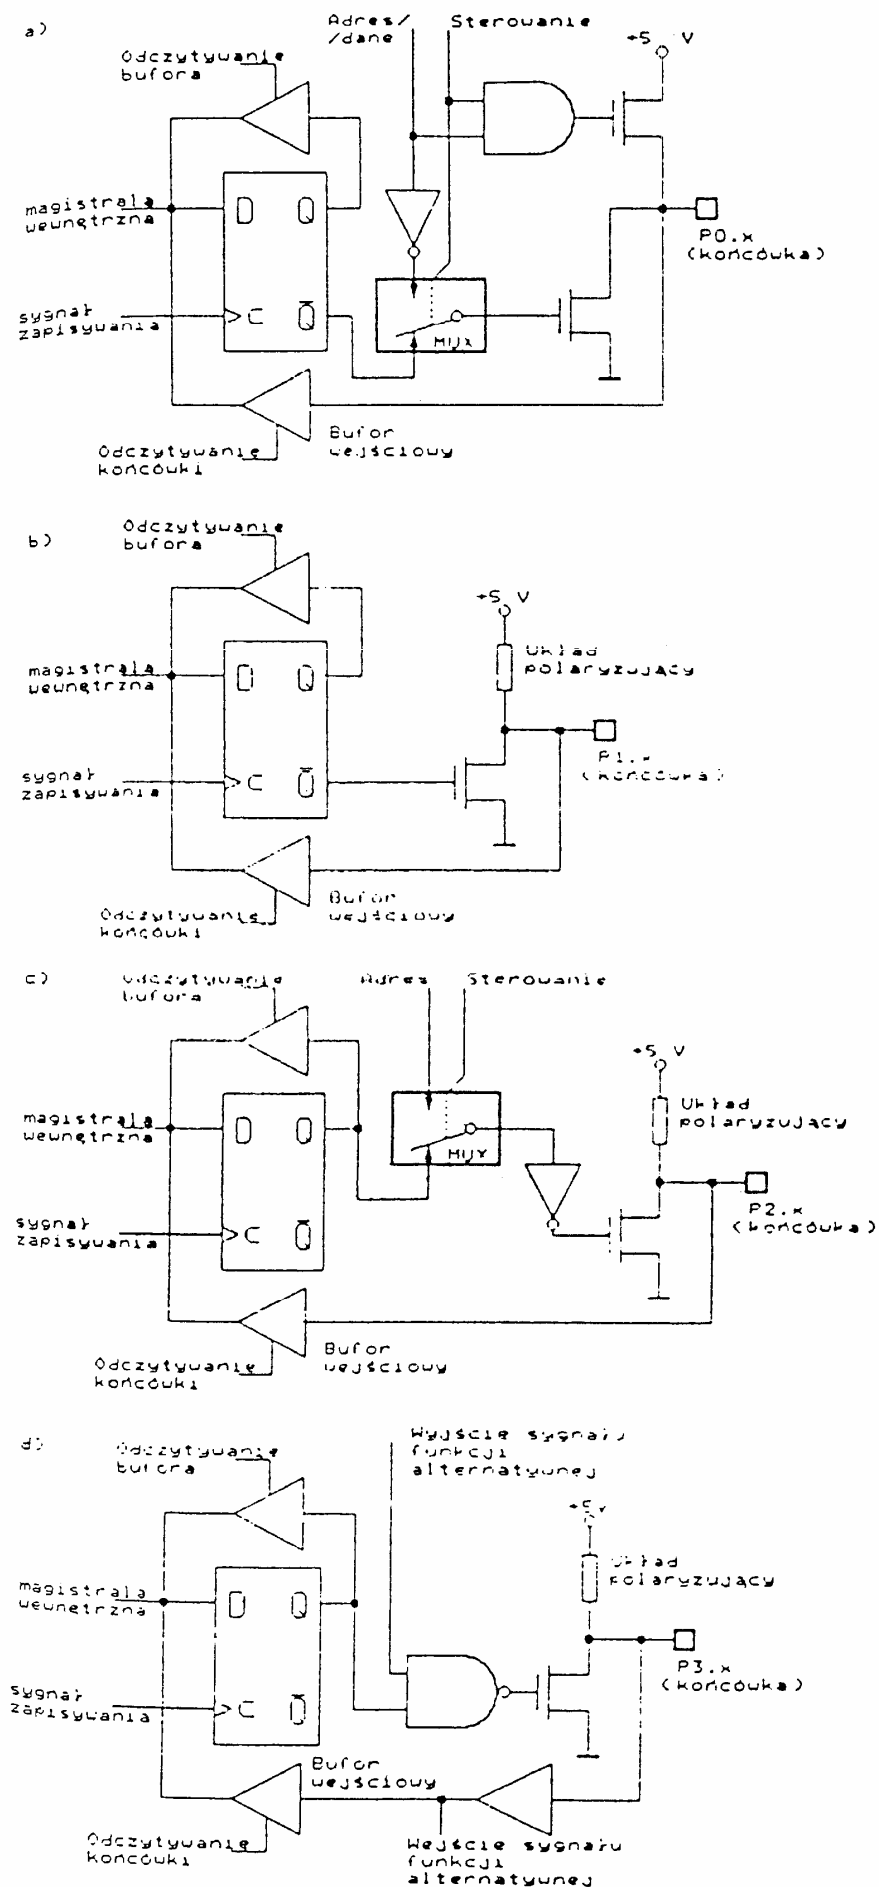 a)
Adres/
/dane
Sterowanie
+5 V
Odczytywanie
bufora
magistrala
wewnętrzna
D
Q
P0.x
(końcówka)
sygnał
zapisywania
C
Q̄
MUX
Bufor
wejściowy
Odczytywanie
końcówki
b)
Odczytywanie
bufora
+5 V
Układ
polaryzujący
magistrala
wewnętrzna
D
Q
P1.x
(końcówka)
sygnał
zapisywania
C
Q̄
Bufor
wejściowy
Odczytywanie
końcówki
c)
Odczytywanie
bufora
Adres
Sterowanie
+5 V
Układ
polaryzujący
magistrala
wewnętrzna
D
Q
MUX
P2.x
(końcówka)
sygnał
zapisywania
C
Q̄
Bufor
wejściowy
Odczytywanie
końcówki
d)
Odczytywanie
bufora
Wyjście sygnału
funkcji
alternatywnej
+5V
Układ
polaryzujący
magistrala
wewnętrzna
D
Q
P3.x
(końcówka)
sygnał
zapisywania
C
Q̄
Bufor
wejściowy
Odczytywanie
końcówki
Wejście sygnału
funkcji
alternatywnej